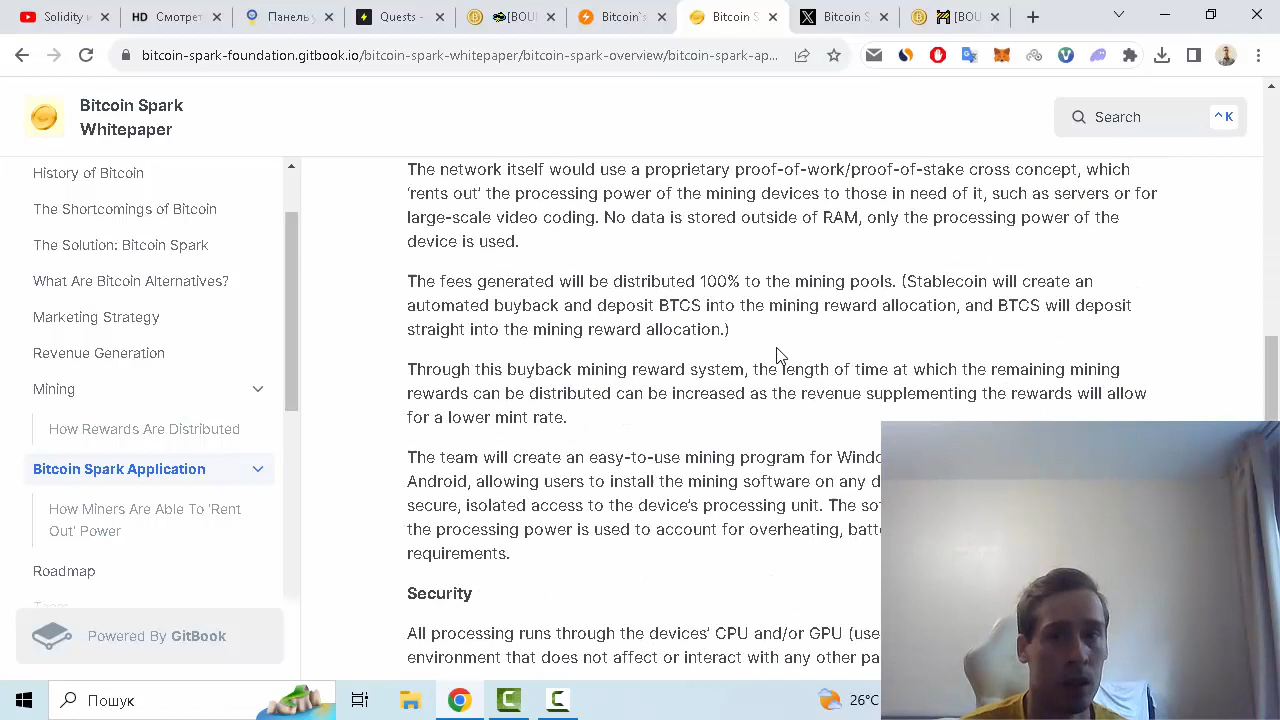 Solidity С
HD Смотрет
Панель у
Quests -
[BOU
Bitcoin`s
Bitcoin S
Bitcoin S
[BOU
bitcoin-spark-foundation.gitbook.io/bitcoin-spark-whitepaper/bitcoin-spark-overview/bitcoin-spark-ap...
Bitcoin Spark
Whitepaper
Search
^ K
History of Bitcoin
The Shortcomings of Bitcoin
The Solution: Bitcoin Spark
What Are Bitcoin Alternatives?
Marketing Strategy
Revenue Generation
Mining
How Rewards Are Distributed
Bitcoin Spark Application
How Miners Are Able To 'Rent
Out' Power
Roadmap
Team
Powered By GitBook
The network itself would use a proprietary proof-of-work/proof-of-stake cross concept, which
‘rents out’ the processing power of the mining devices to those in need of it, such as servers or for
large-scale video coding. No data is stored outside of RAM, only the processing power of the
device is used.
The fees generated will be distributed 100% to the mining pools. (Stablecoin will create an
automated buyback and deposit BTCS into the mining reward allocation, and BTCS will deposit
straight into the mining reward allocation.)
Through this buyback mining reward system, the length of time at which the remaining mining
rewards can be distributed can be increased as the revenue supplementing the rewards will allow
for a lower mint rate.
The team will create an easy-to-use mining program for Windo
Android, allowing users to install the mining software on any d
secure, isolated access to the device’s processing unit. The so
the processing power is used to account for overheating, batt
requirements.
Security
All processing runs through the devices’ CPU and/or GPU (use
environment that does not affect or interact with any other pa
Пошук
26°C